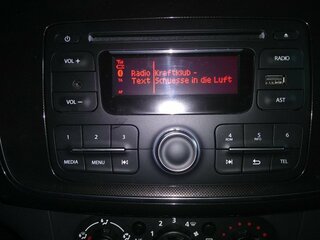 VOL +
RADIO
Radio Kraftklub -
Text Schuesse in die Luft
VOL -
AST
1
2
3
4
5
6
MEDIA
MENU
TEL